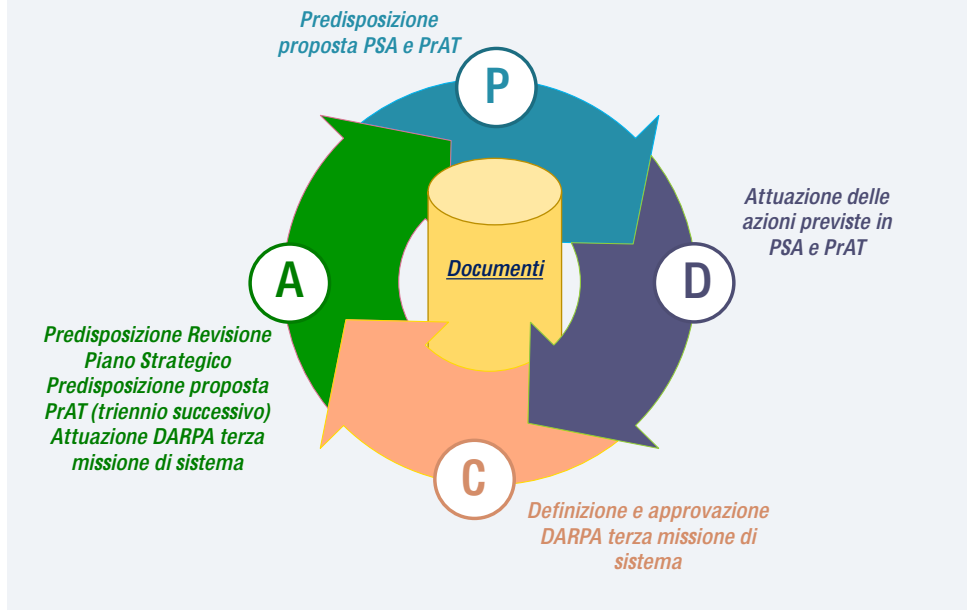 Predisposizione
proposta PSA e PrAT
P
Attuazione delle
azioni previste in
PSA e PrAT
D
Documenti
A
Predisposizione Revisione
Piano Strategico
Predisposizione proposta
PrAT (triennio successivo)
Attuazione DARPA terza
missione di sistema
C
Definizione e approvazione
DARPA terza missione di
sistema